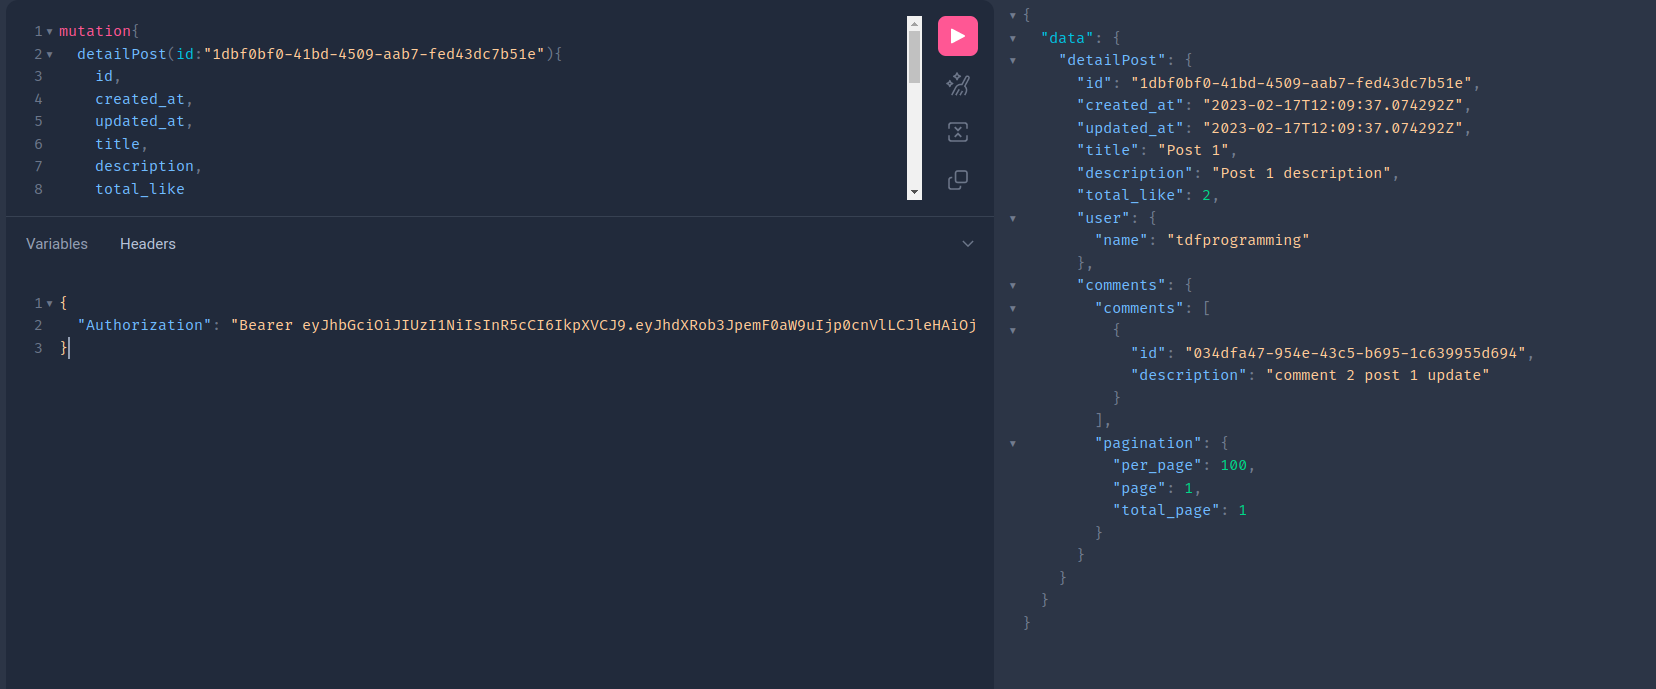 1 mutation{
2 detailPost(id:"1dbf0bf0-41bd-4509-aab7-fed43dc7b51e"){
3 id,
4 created_at,
5 updated_at,
6 title,
7 description,
8 total_like
Variables Headers
1 {
2 "Authorization": "Bearer eyJhbGciOiJIUzI1NiIsInR5cCI6IkpXVCJ9.eyJhdXRob3JpemF0aW9uIjp0cnVlLCJleHAiOj
3 }
{
"data": {
"detailPost": {
"id": "1dbf0bf0-41bd-4509-aab7-fed43dc7b51e",
"created_at": "2023-02-17T12:09:37.074292Z",
"updated_at": "2023-02-17T12:09:37.074292Z",
"title": "Post 1",
"description": "Post 1 description",
"total_like": 2,
"user": {
"name": "tdfprogramming"
},
"comments": {
"comments": [
{
"id": "034dfa47-954e-43c5-b695-1c639955d694",
"description": "comment 2 post 1 update"
}
],
"pagination": {
"per_page": 100,
"page": 1,
"total_page": 1
}
}
}
}
}